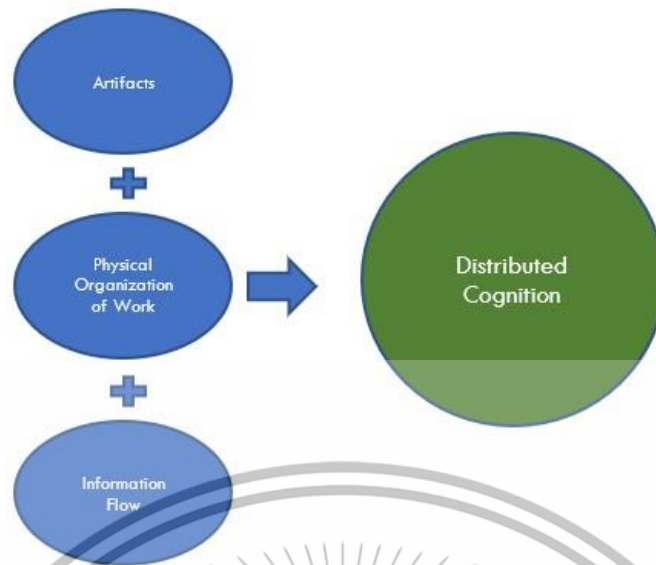 Artifacts
Physical
Organization
of Work
Information
Flow
Distributed
Cognition